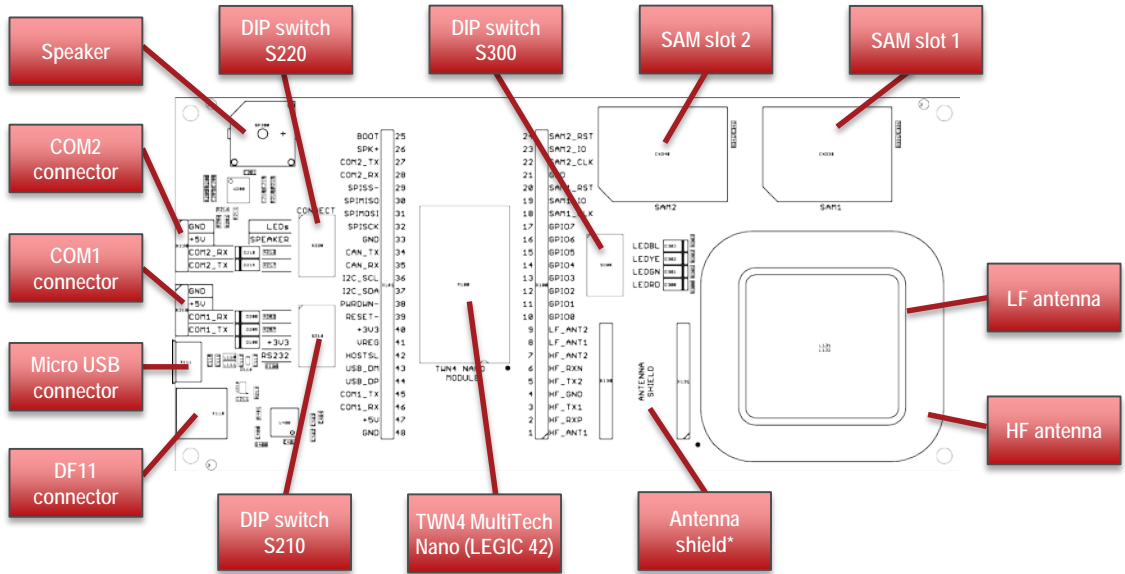 DIP switch
S220
DIP switch
S300
SAM slot 2
SAM slot 1
Speaker
COM2
connector
COM1
connector
Micro USB
connector
DF11
connector
DIP switch
S210
TWN4 MultiTech
Nano (LEGIC 42)
Antenna
shield*
LF antenna
HF antenna
+
CONNECT
GND
+5V
COM2_RX
COM2_TX
LEDs
SPEAKER
GND
+5V
COM1_RX
COM1_TX
+3V3
RS232
BOOT 25
SPK+ 26
COM2_TX 27
COM2_RX 28
SPISS- 29
SPIMISO 30
SPIMOSI 31
SPISCK 32
GND 33
CAN_TX 34
CAN_RX 35
I2C_SCL 36
I2C_SDA 37
PWRDWN- 38
RESET- 39
+3V3 40
VREG 41
HOSTSL 42
USB_DM 43
USB_DP 44
COM1_TX 45
COM1_RX 46
+5V 47
GND 48
TWN4 NANO
MODULE
24 SAM2_RST
23 SAM2_IO
22 SAM2_CLK
21 GND
20 SAM1_RST
19 SAM1_IO
18 SAM1_CLK
17 GPIO7
16 GPIO6
15 GPIO5
14 GPIO4
13 GPIO3
12 GPIO2
11 GPIO1
10 GPIO0
9 LF_ANT2
8 LF_ANT1
7 HF_ANT2
6 HF_RXN
5 HF_TX2
4 HF_GND
3 HF_TX1
2 HF_RXP
1 HF_ANT1
LEDBL
LEDYE
LEDGN
LEDRD
SAM2
SAM1
ANTENNA
SHIELD